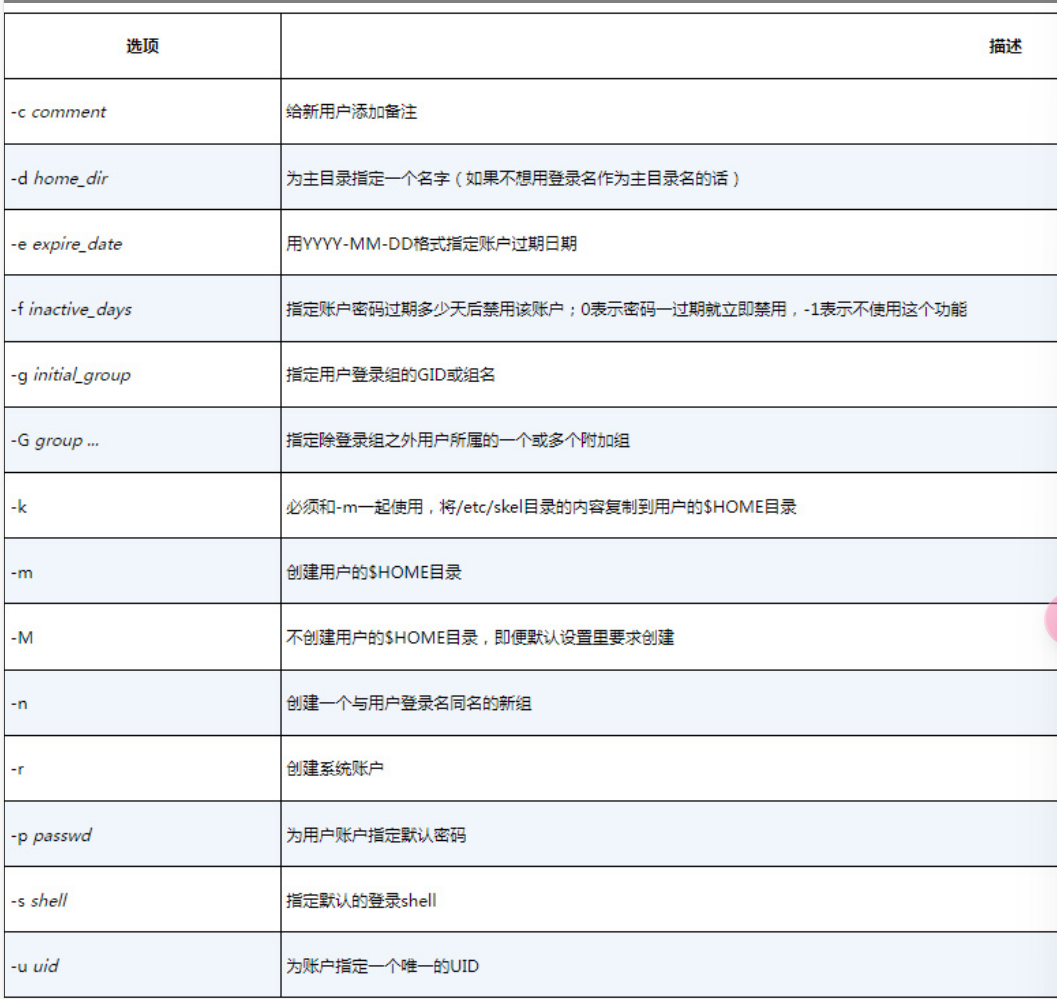 选项 描述
-c comment 给新用户添加备注
-d home_dir 为主目录指定一个名字（如果不想用登录名作为主目录名的话）
-e expire_date 用YYYY-MM-DD格式指定账户过期日期
-f inactive_days 指定账户密码过期多少天后禁用该账户；0表示密码一过期就立即禁用，-1表示不使用这个功能
-g initial_group 指定用户登录组的GID或组名
-G group ... 指定除登录组之外用户所属的一个或多个附加组
-k 必须和-m一起使用，将/etc/skel目录的内容复制到用户的$HOME目录
-m 创建用户的$HOME目录
-M 不创建用户的$HOME目录，即便默认设置里要求创建
-n 创建一个与用户登录名同名的新组
-r 创建系统账户
-p passwd 为用户账户指定默认密码
-s shell 指定默认的登录shell
-u uid 为账户指定一个唯一的UID